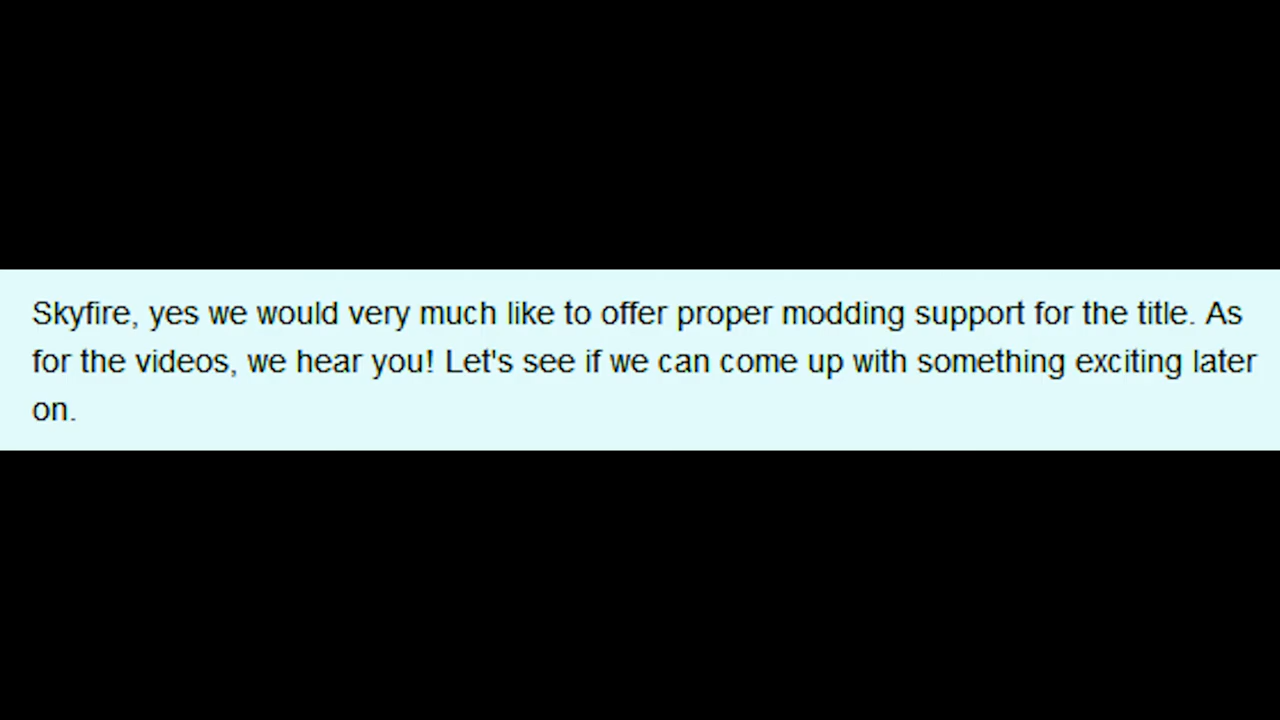 Skyfire, yes we would very much like to offer proper modding support for the title. As
for the videos, we hear you! Let's see if we can come up with something exciting later
on.